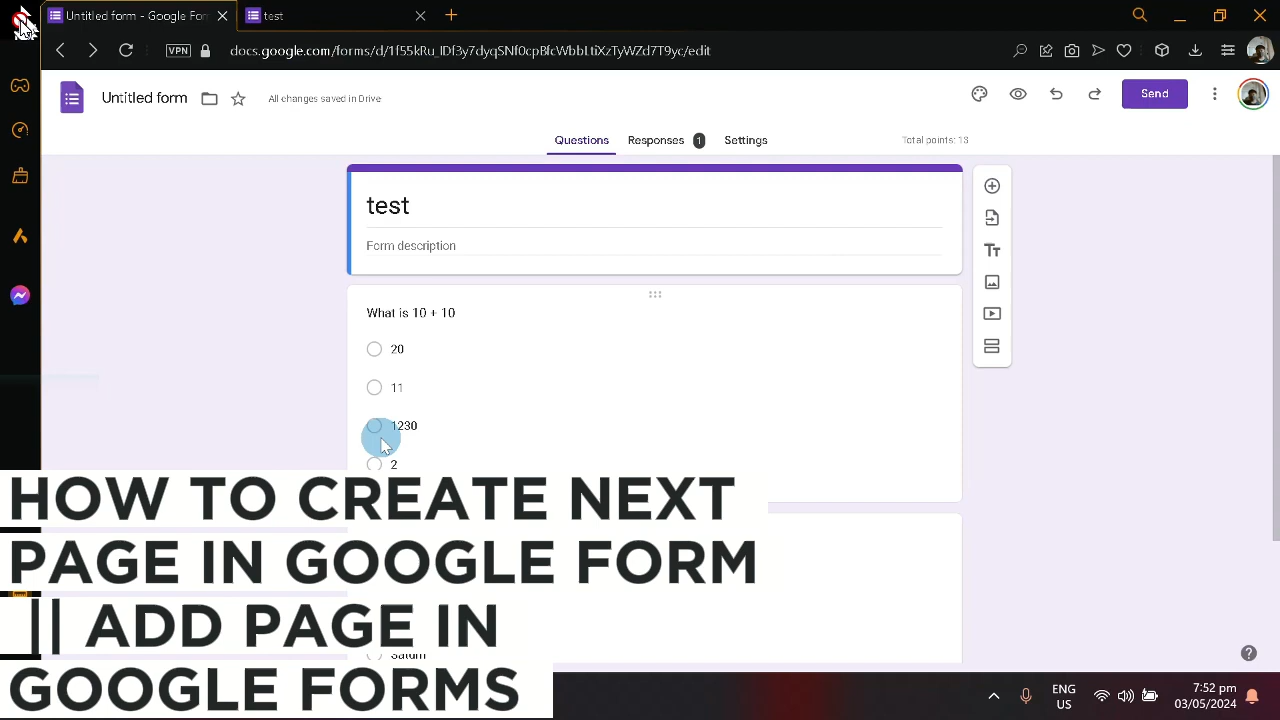 Untitled form - Google For
test
VPN
docs.google.com/forms/d/1f55kRu_IDf3y7dyqSNf0cpBfcWbbLtiXzTyWZd7T9yc/edit
Untitled form
All changes saved in Drive
Send
Questions
Responses 1
Settings
Total points: 13
test
Form description
What is 10 + 10
20
11
1230
2
HOW TO CREATE NEXT
PAGE IN GOOGLE FORM
|| ADD PAGE IN
Saturn
GOOGLE FORMS
ENG
US
7:52 pm
03/05/2024